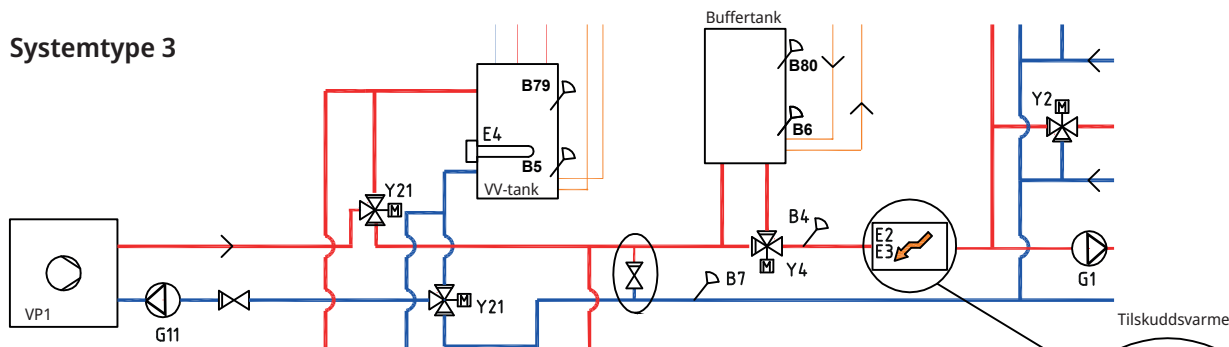 Systemtype 3
Buffertank
B79
B80
E4
B6
Y2
M
B5
VV-tank
Y21
M
B4
E2
E3
M
Y4
G1
VP1
G11
M
Y21
B7
Tilskuddsvarme